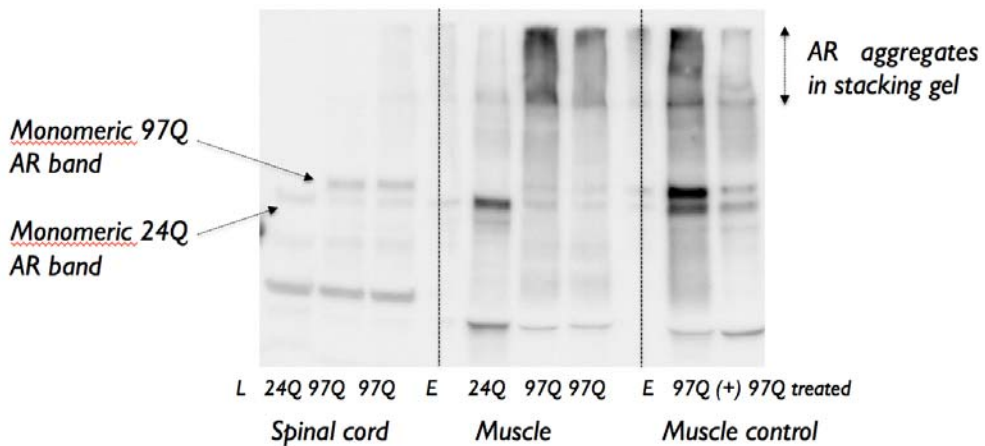 AR aggregates
in stacking gel
Monomeric 97Q
AR band
Monomeric 24Q
AR band
L 24Q 97Q 97Q E 24Q 97Q 97Q E 97Q (+) 97Q treated
Spinal cord Muscle Muscle control